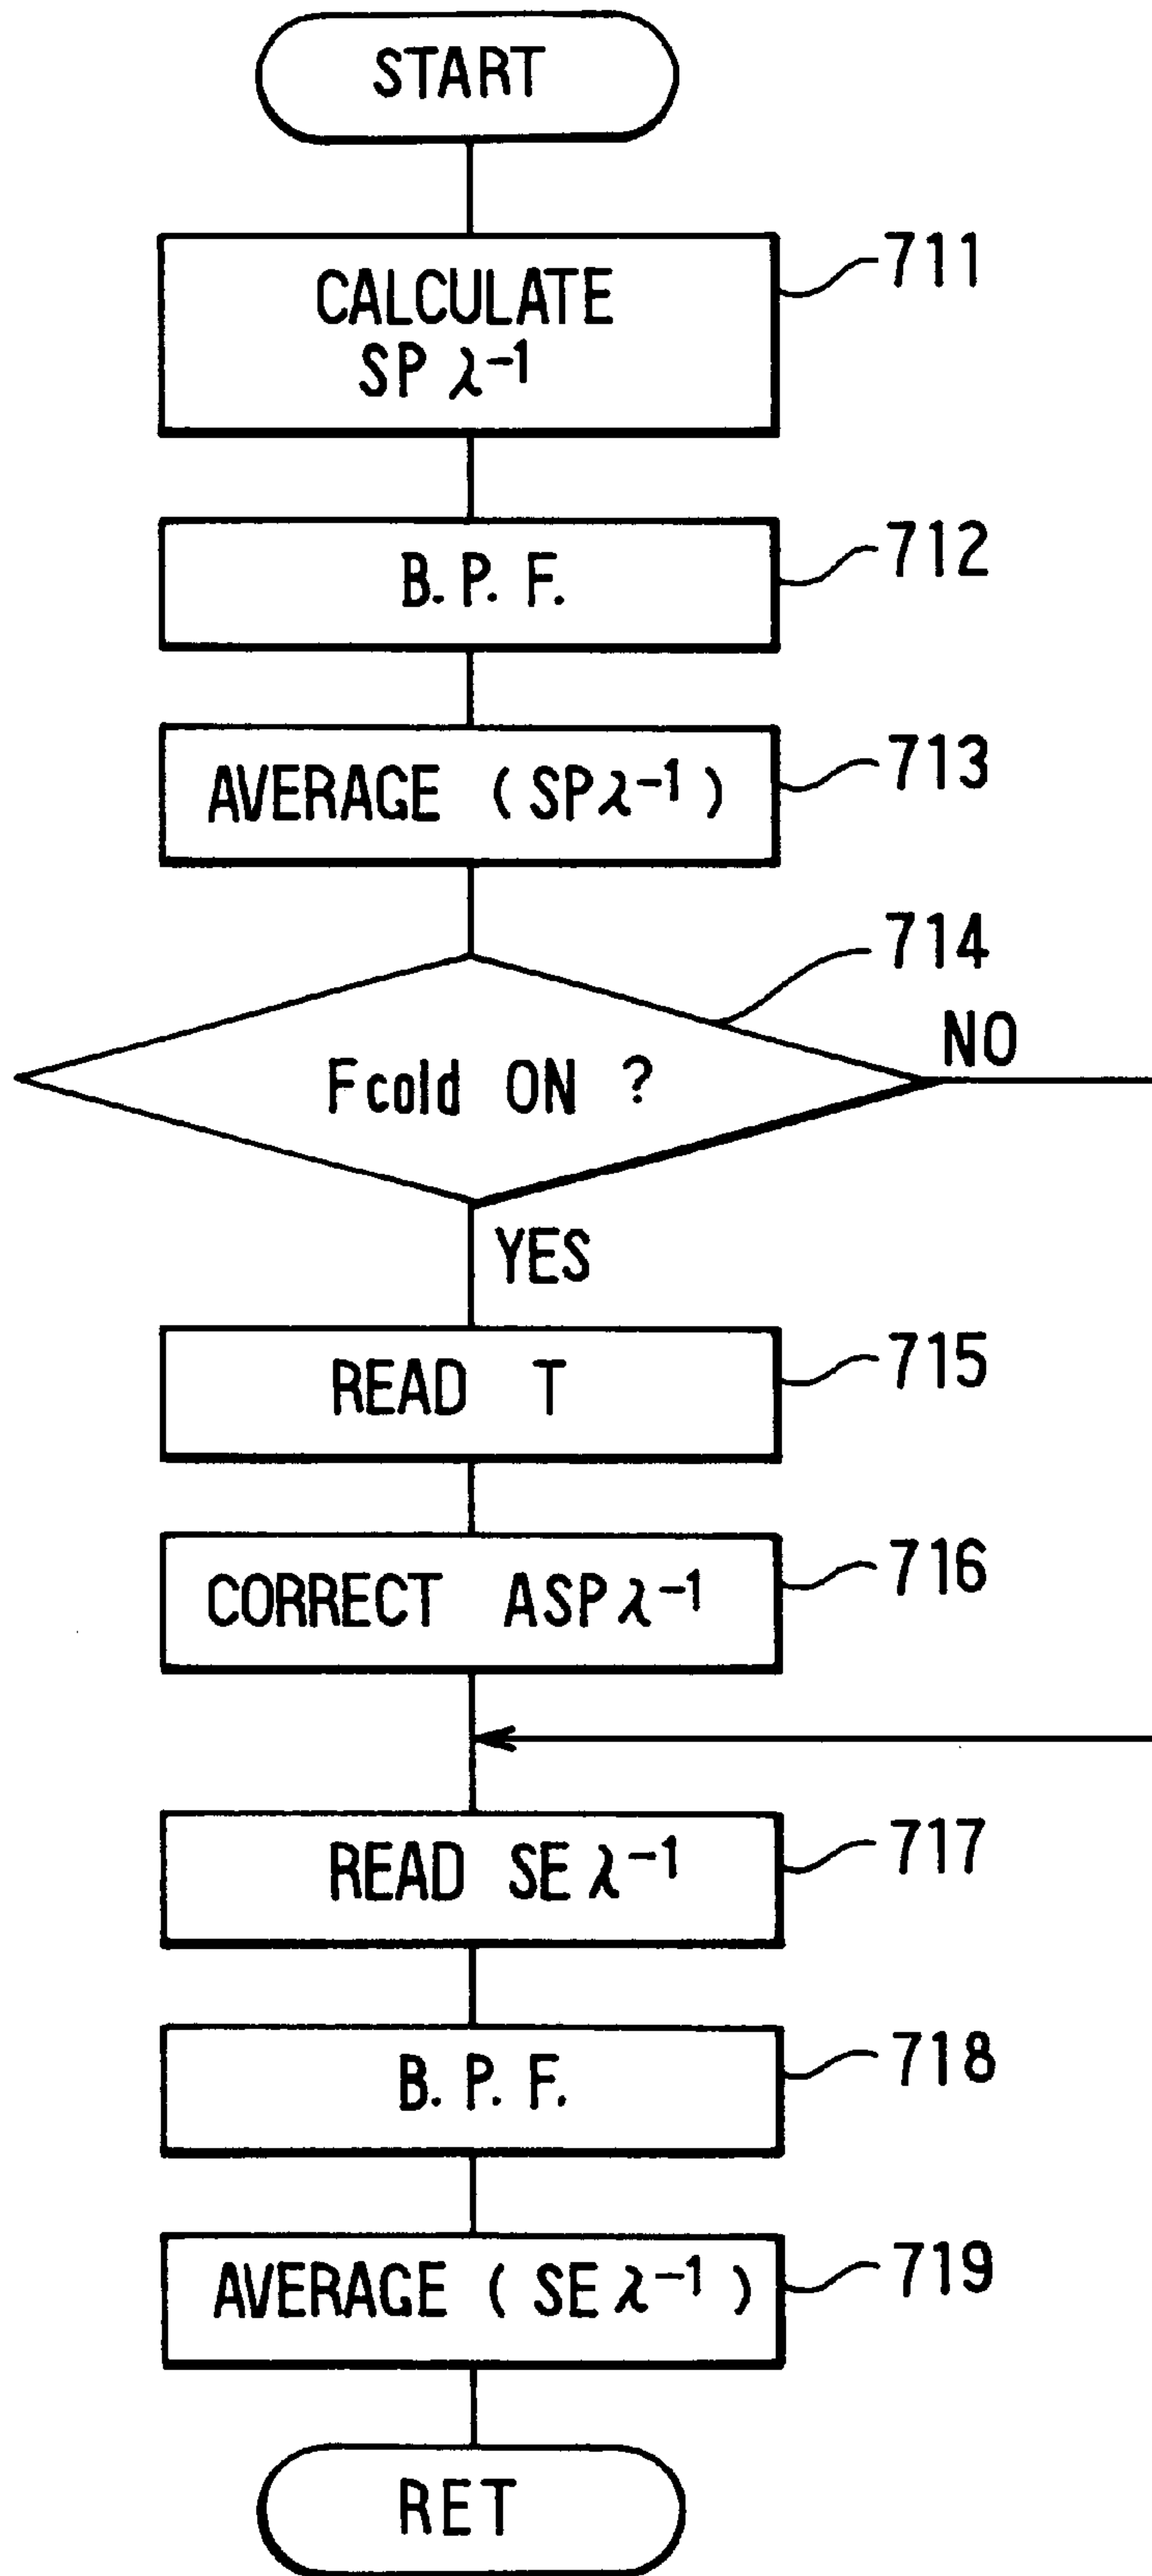 START
CALCULATE 711
SP λ⁻¹
B. P. F. 712
AVERAGE ( SPλ⁻¹ ) 713
714
NO
Fcold ON ?
YES
READ T 715
CORRECT ASPλ⁻¹ 716
READ SE λ⁻¹ 717
B. P. F. 718
AVERAGE ( SE λ⁻¹ ) 719
RET